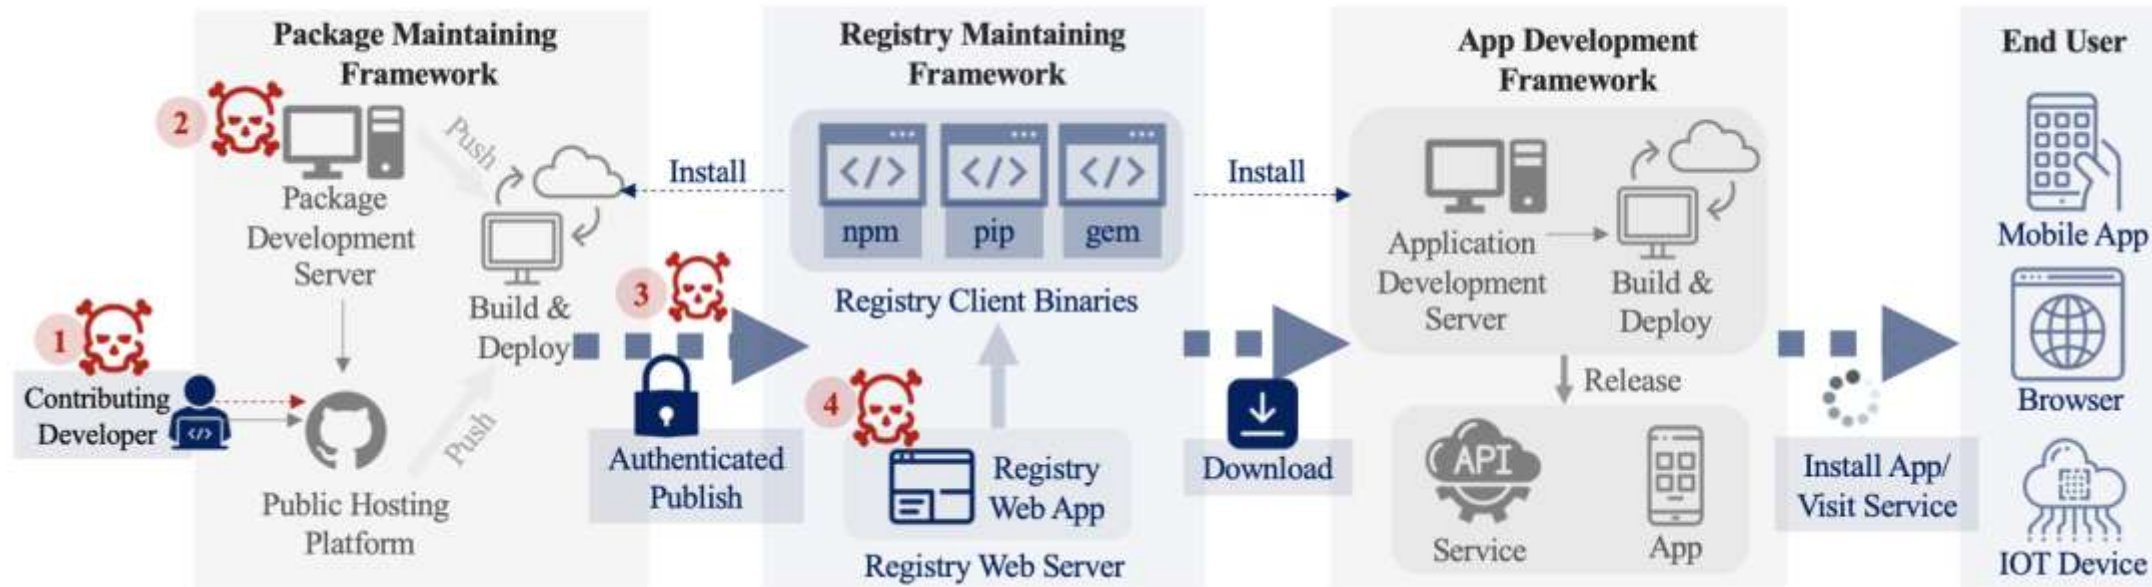 Package Maintaining
Framework
2
Package
Development
Server
Push
Build &
Deploy
1
Contributing
Developer
</>
Push
Public Hosting
Platform
3
Authenticated
Publish
Install
Registry Maintaining
Framework
</>
</>
</>
npm
pip
gem
Registry Client Binaries
4
Registry
Web App
Registry Web Server
Install
Download
App Development
Framework
Application
Development
Server
Build &
Deploy
Release
API
Service
App
Install App/
Visit Service
End User
Mobile App
Browser
IOT Device